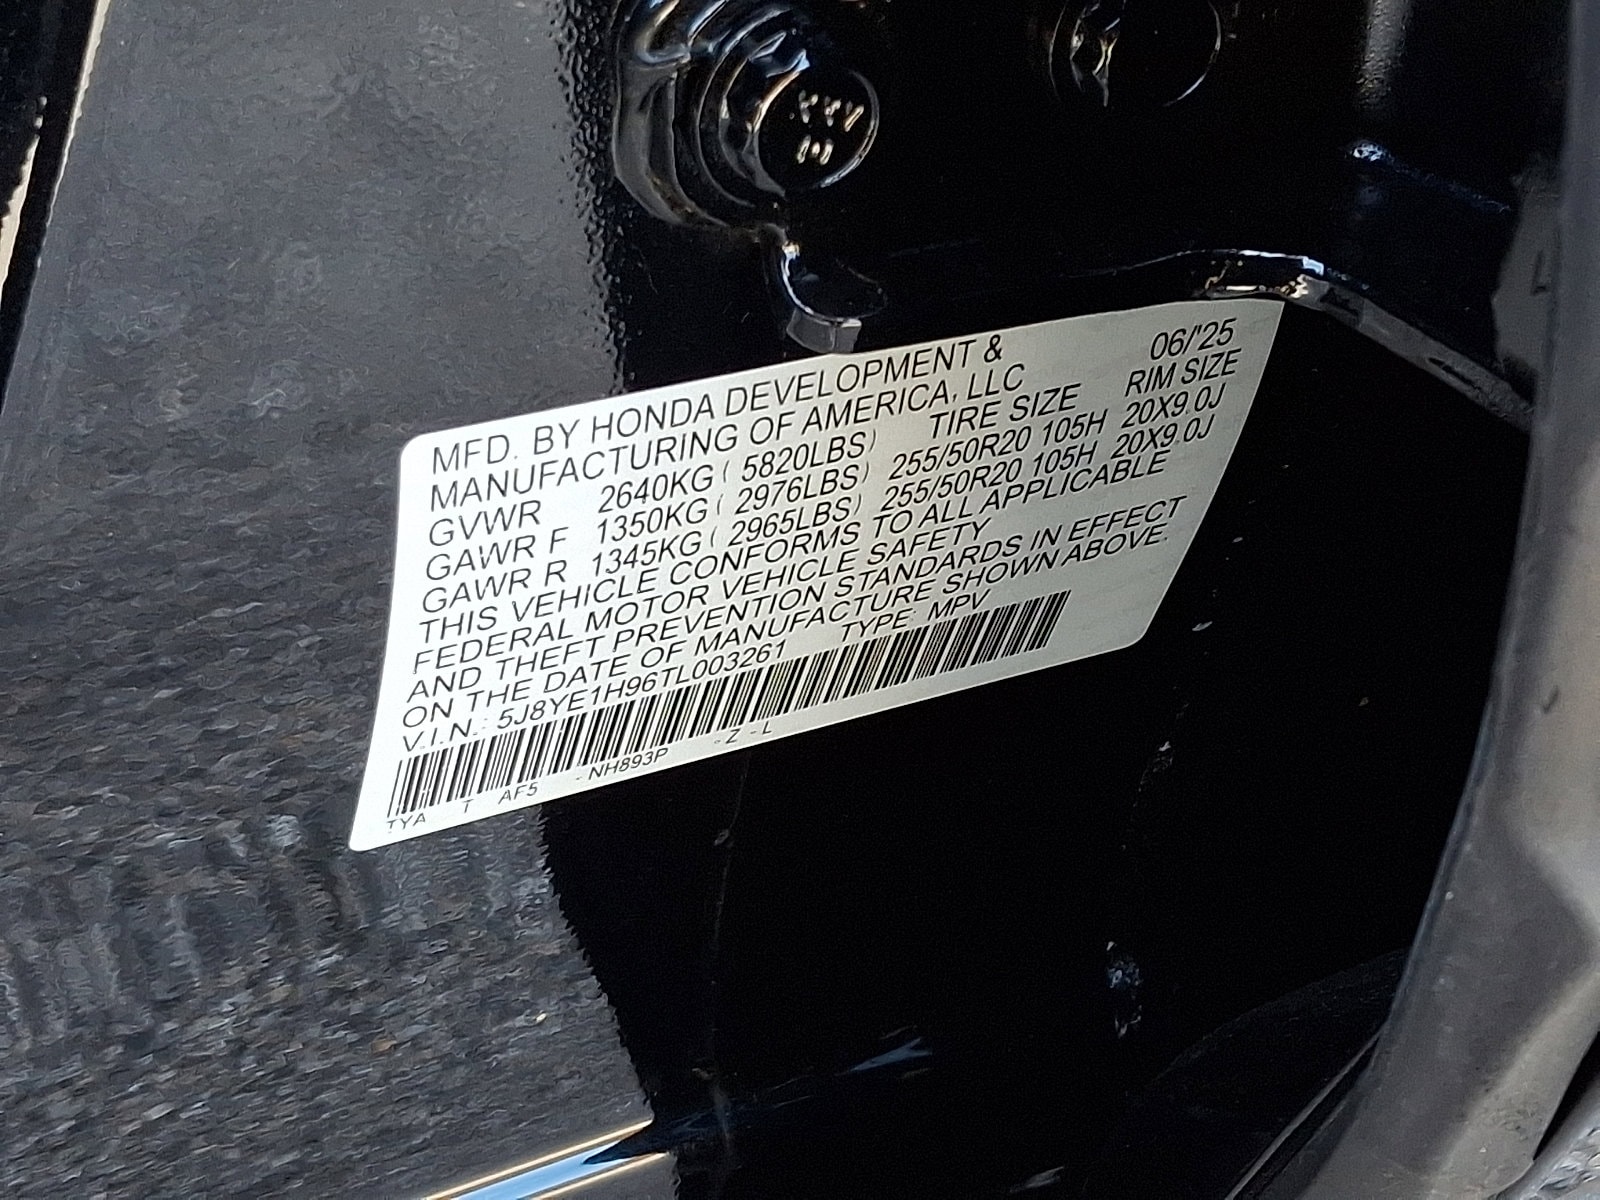 MFD. BY HONDA DEVELOPMENT & 06/'25
MANUFACTURING OF AMERICA, LLC RIM SIZE
TIRE SIZE
GVWR 2640KG ( 5820LBS)
GAWR F 1350KG ( 2976LBS) 255/50R20 105H 20X9.0J
GAWR R 1345KG ( 2965LBS) 255/50R20 105H 20X9.0J
THIS VEHICLE CONFORMS TO ALL APPLICABLE
FEDERAL MOTOR VEHICLE SAFETY
AND THEFT PREVENTION STANDARDS IN EFFECT
ON THE DATE OF MANUFACTURE SHOWN ABOVE.
V.I.N.: 5J8YE1H96TL003261 TYPE: MPV
TYA T AF5 - NH893P - Z - L